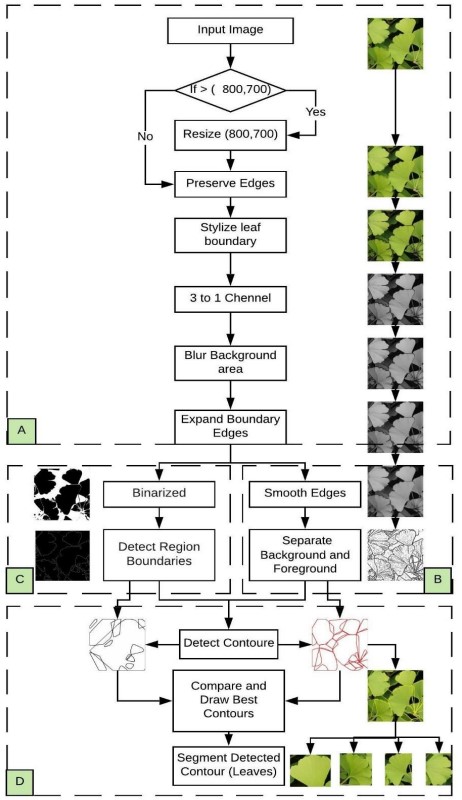 Input Image
If > ( 800,700)
Yes
No
Resize (800,700)
Preserve Edges
Stylize leaf
boundary
3 to 1 Channel
Blur Background
area
Expand Boundary
Edges
A
Binarized
Smooth Edges
Detect Region
Boundaries
Separate
Background and
Foreground
C
B
Detect Contoure
Compare and
Draw Best
Contours
Segment Detected
Contour (Leaves)
D